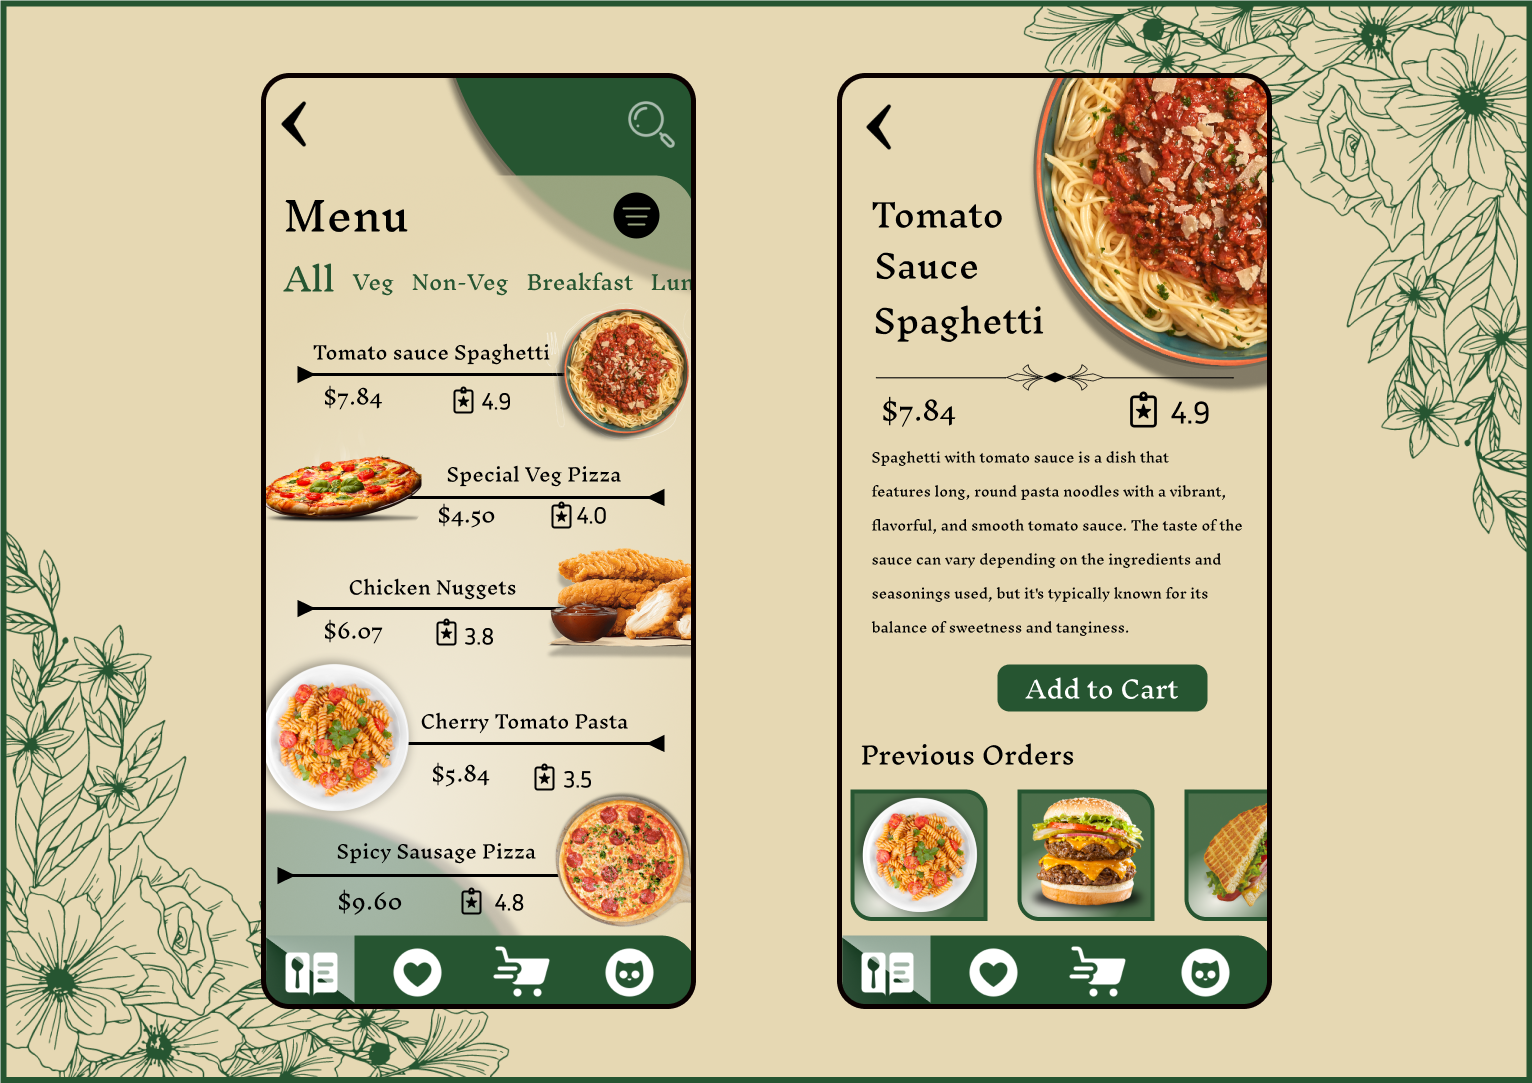 Menu
All Veg Non-Veg Breakfast Lun
Tomato sauce Spaghetti
$7.84 4.9
Special Veg Pizza
$4.50 4.0
Chicken Nuggets
$6.07 3.8
Cherry Tomato Pasta
$5.84 3.5
Spicy Sausage Pizza
$9.60 4.8
Tomato
Sauce
Spaghetti
$7.84 4.9
Spaghetti with tomato sauce is a dish that
features long, round pasta noodles with a vibrant,
flavorful, and smooth tomato sauce. The taste of the
sauce can vary depending on the ingredients and
seasonings used, but it's typically known for its
balance of sweetness and tanginess.
Add to Cart
Previous Orders